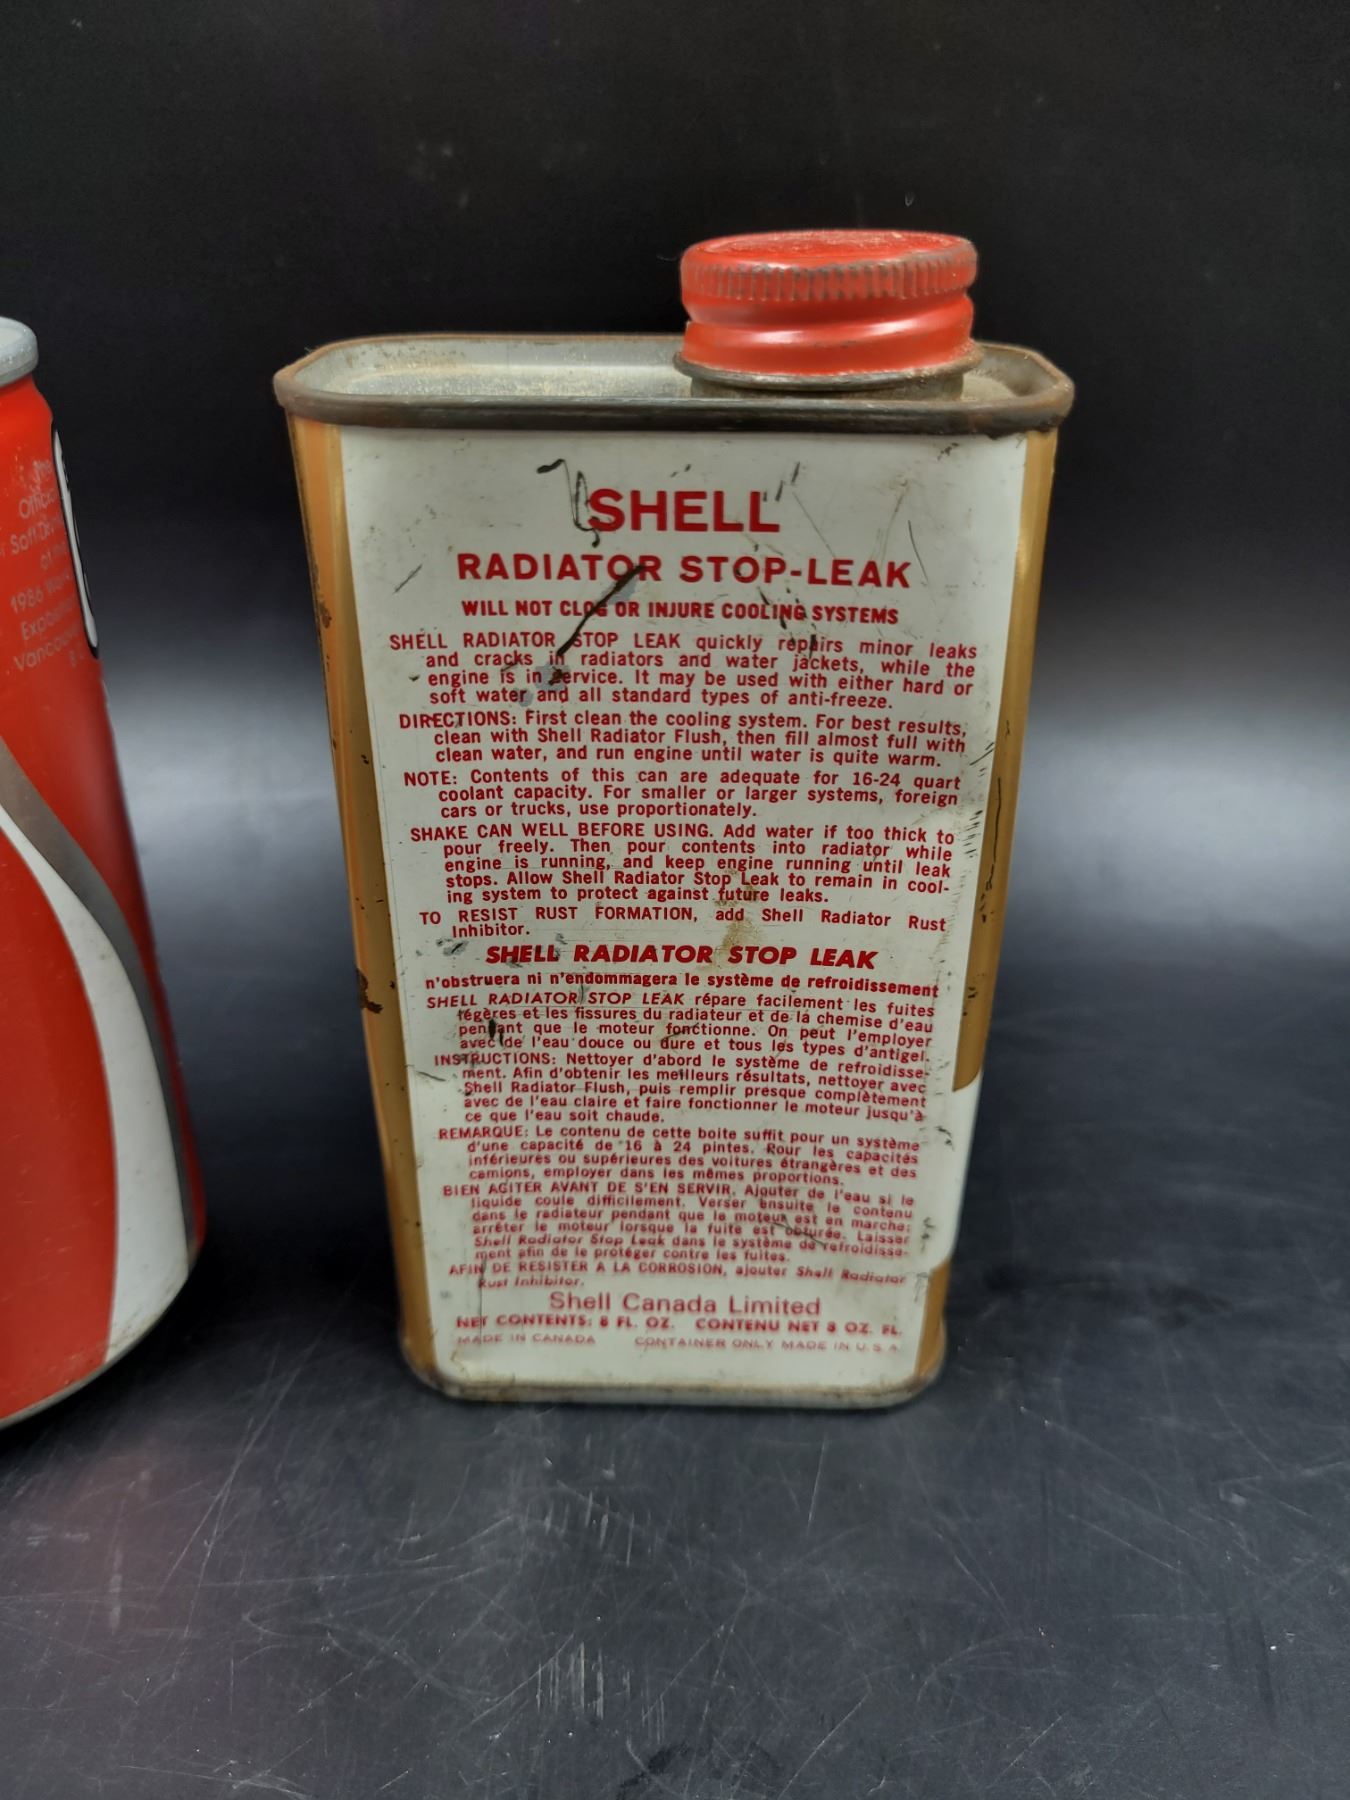 The
Official
Soft Drink
of the
1986 World
Exposition
Vancouver
B.C.
SHELL
RADIATOR STOP-LEAK
WILL NOT CLOG OR INJURE COOLING SYSTEMS
SHELL RADIATOR STOP LEAK quickly repairs minor leaks
and cracks in radiators and water jackets, while the
engine is in service. It may be used with either hard or
soft water and all standard types of anti-freeze.
DIRECTIONS: First clean the cooling system. For best results,
clean with Shell Radiator Flush, then fill almost full with
clean water, and run engine until water is quite warm.
NOTE: Contents of this can are adequate for 16-24 quart
coolant capacity. For smaller or larger systems, foreign
cars or trucks, use proportionately.
SHAKE CAN WELL BEFORE USING. Add water if too thick to
pour freely. Then pour contents into radiator while
engine is running, and keep engine running until leak
stops. Allow Shell Radiator Stop Leak to remain in cool-
ing system to protect against future leaks.
TO RESIST RUST FORMATION, add Shell Radiator Rust
Inhibitor.
SHELL RADIATOR STOP LEAK
n'obstruera ni n'endommagera le système de refroidissement
SHELL RADIATOR STOP LEAK répare facilement les fuites
légères et les fissures du radiateur et de la chemise d'eau
pendant que le moteur fonctionne. On peut l'employer
avec de l'eau douce ou dure et tous les types d'antigel.
INSTRUCTIONS: Nettoyer d'abord le système de refroidisse-
ment. Afin d'obtenir les meilleurs résultats, nettoyer avec
Shell Radiator Flush, puis remplir presque complètement
avec de l'eau claire et faire fonctionner le moteur jusqu'à
ce que l'eau soit chaude.
REMARQUE: Le contenu de cette boite suffit pour un système
d'une capacité de 16 à 24 pintes. Pour les capacités
inférieures ou supérieures des voitures étrangères et des
camions, employer dans les mêmes proportions.
BIEN AGITER AVANT DE S'EN SERVIR. Ajouter de l'eau si le
liquide coule difficilement. Verser ensuite le contenu
dans le radiateur pendant que le moteur est en marche;
arrêter le moteur lorsque la fuite est obturée. Laisser
Shell Radiator Stop Leak dans le système de refroidisse-
ment afin de le protéger contre les fuites.
AFIN DE RESISTER A LA CORROSION, ajouter Shell Radiator
Rust Inhibitor.
Shell Canada Limited
NET CONTENTS: 8 FL. OZ. CONTENU NET 8 OZ. FL.
MADE IN CANADA CONTAINER ONLY MADE IN U.S.A.